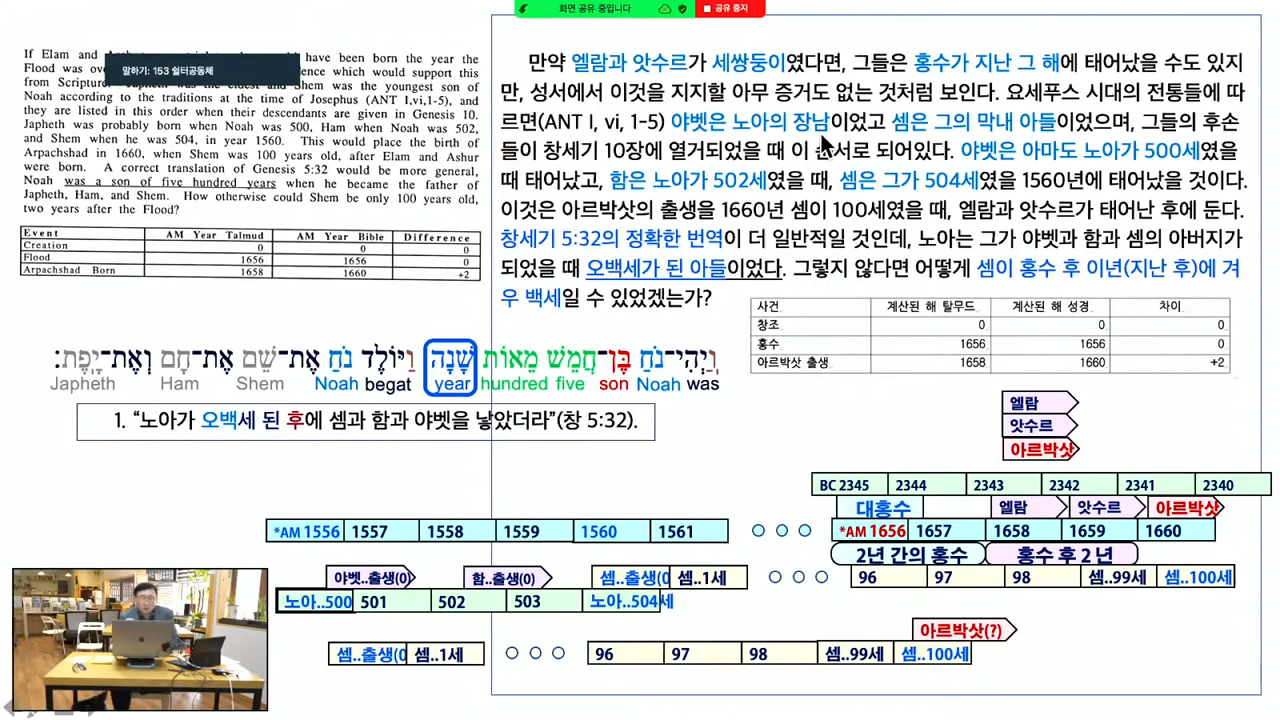 화면 공유 중입니다
공유 중지
If Elam and have been born the year the
Flood was ove ence which would support this
from Scripture. Japheth was the eldest and Shem was the youngest son of
Noah according to the traditions at the time of Josephus (ANT I,vi,1-5), and
they are listed in this order when their descendants are given in Genesis 10.
Japheth was probably born when Noah was 500, Ham when Noah was 502,
and Shem when he was 504, in year 1560. This would place the birth of
Arpachshad in 1660, when Shem was 100 years old, after Elam and Ashur
were born. A correct translation of Genesis 5:32 would be more general,
Noah was a son of five hundred years when he became the father of
Japheth, Ham, and Shem. How otherwise could Shem be only 100 years old,
two years after the Flood?
말하기: 153 쉴터공동체
Event AM Year Talmud AM Year Bible Difference
Creation 0 0 0
Flood 1656 1656 0
Arpachshad Born 1658 1660 +2
만약 엘람과 앗수르가 세쌍둥이였다면, 그들은 홍수가 지난 그 해에 태어났을 수도 있지
만, 성서에서 이것을 지지할 아무 증거도 없는 것처럼 보인다. 요세푸스 시대의 전통들에 따
르면(ANT I, vi, 1-5) 야벳은 노아의 장남이었고 셈은 그의 막내 아들이었으며, 그들의 후손
들이 창세기 10장에 열거되었을 때 이 순서로 되어있다. 야벳은 아마도 노아가 500세였을
때 태어났고, 함은 노아가 502세였을 때, 셈은 그가 504세였을 1560년에 태어났을 것이다.
이것은 아르박삿의 출생을 1660년 셈이 100세였을 때, 엘람과 앗수르가 태어난 후에 둔다.
창세기 5:32의 정확한 번역이 더 일반적일 것인데, 노아는 그가 야벳과 함과 셈의 아버지가
되었을 때 오백세가 된 아들이었다. 그렇지 않다면 어떻게 셈이 홍수 후 이년(지난 후)에 겨
우 백세일 수 있었겠는가?
사건 계산된 해 탈무드 계산된 해 성경 차이
창조 0 0 0
홍수 1656 1656 0
아르박삿 출생 1658 1660 +2
וַיְהִי־נֹחַ בֶּן־חֲמֵשׁ מֵאוֹת שָׁנָה וַיּוֹלֶד נֹחַ אֶת־שֵׁם אֶת־חָם וְאֶת־יָפֶת׃
Japheth Ham Shem Noah begat year hundred five son Noah was
1. “노아가 오백세 된 후에 셈과 함과 야벳을 낳았더라”(창 5:32).
엘람
앗수르
아르박삿
BC 2345 2344 2343 2342 2341 2340
대홍수 엘람 앗수르 아르박삿
*AM 1556 1557 1558 1559 1560 1561 *AM 1656 1657 1658 1659 1660
2년 간의 홍수 홍수 후 2 년
야벳..출생(0) 함..출생(0) 셈..출생(0 셈..1세 96 97 98 셈..99세 셈..100세
노아..500 501 502 503 노아..504세
아르박삿(?)
셈..출생(0 셈..1세 96 97 98 셈..99세 셈..100세